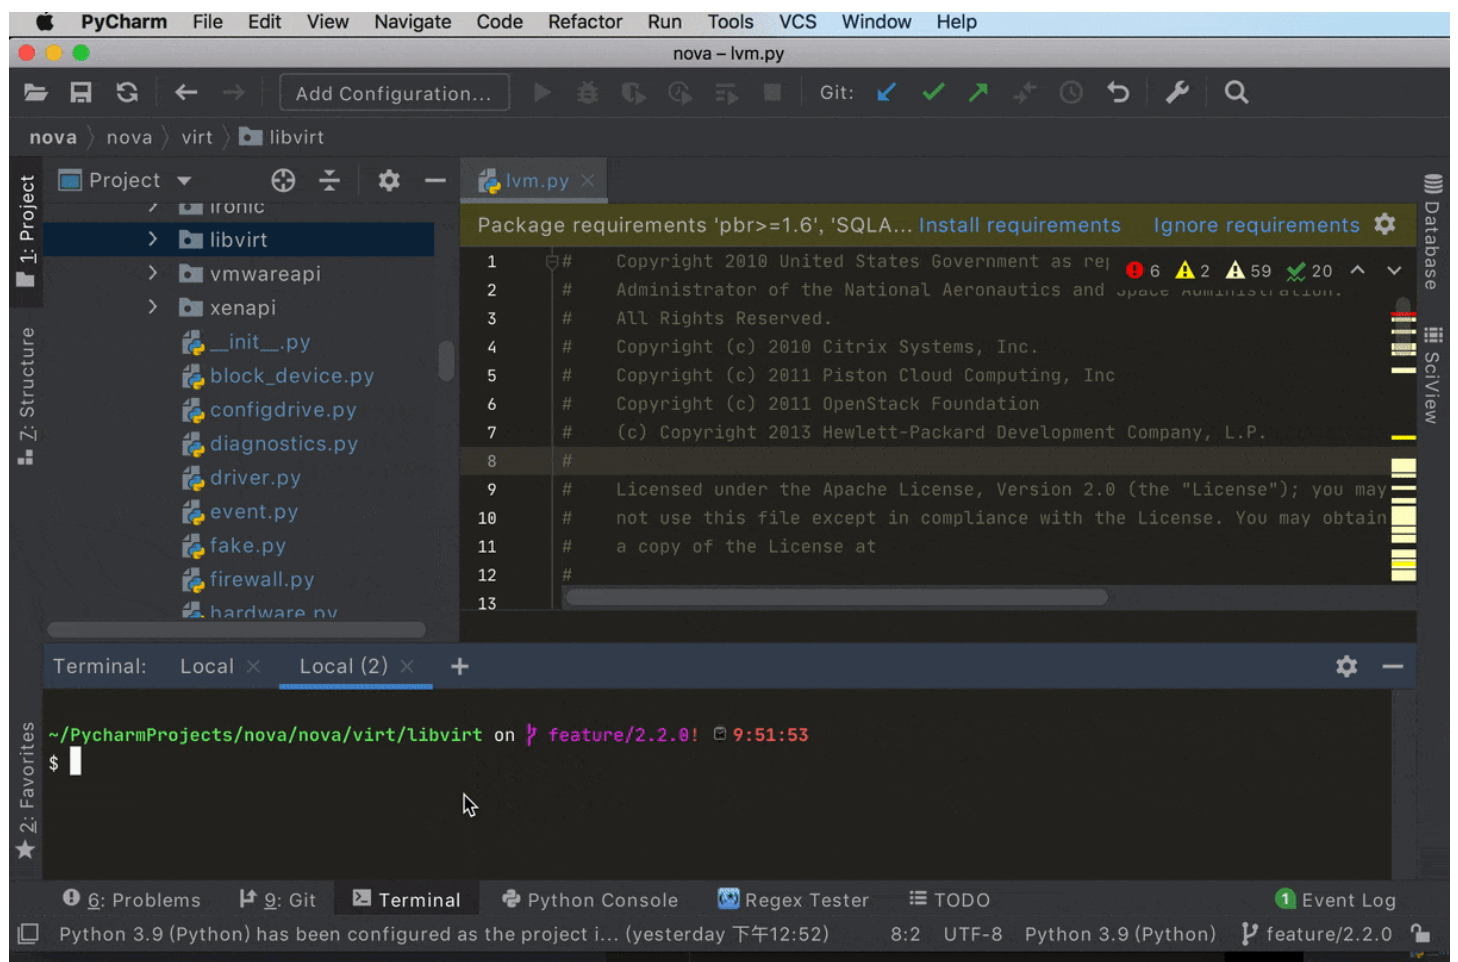 PyCharm File Edit View Navigate Code Refactor Run Tools VCS Window Help
nova – lvm.py
Add Configuration... Git:
nova nova virt libvirt
1: Project
7: Structure
2: Favorites
Project
ironic
libvirt
vmwareapi
xenapi
__init__.py
block_device.py
configdrive.py
diagnostics.py
driver.py
event.py
fake.py
firewall.py
hardware.py
lvm.py
Package requirements 'pbr>=1.6', 'SQLA... Install requirements Ignore requirements
6 2 59 20
1 # Copyright 2010 United States Government as rep
2 # Administrator of the National Aeronautics and Space Administration.
3 # All Rights Reserved.
4 # Copyright (c) 2010 Citrix Systems, Inc.
5 # Copyright (c) 2011 Piston Cloud Computing, Inc
6 # Copyright (c) 2011 OpenStack Foundation
7 # (c) Copyright 2013 Hewlett-Packard Development Company, L.P.
8 #
9 # Licensed under the Apache License, Version 2.0 (the "License"); you may
10 # not use this file except in compliance with the License. You may obtain
11 # a copy of the License at
12 #
13
Database
SciView
Terminal: Local Local (2)
~/PycharmProjects/nova/nova/virt/libvirt on feature/2.2.0! 9:51:53
$
6: Problems 9: Git Terminal Python Console Regex Tester TODO 1 Event Log
Python 3.9 (Python) has been configured as the project i... (yesterday 下午12:52) 8:2 UTF-8 Python 3.9 (Python) feature/2.2.0